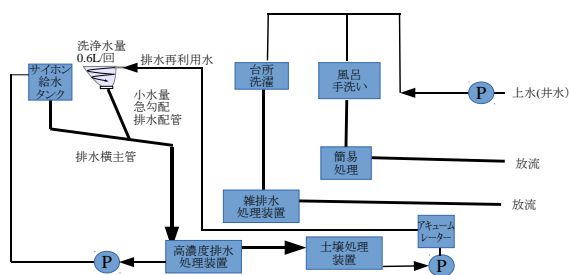 洗浄水量
0.6L/回
排水再利用水
サイホン
給水
タンク
小水量
急勾配
排水配管
排水横主管
台所
洗濯
風呂
手洗い
P
上水(井水)
簡易
処理
放流
雑排水
処理装置
放流
アキューム
レーター
高濃度排水
処理装置
土壌処理
装置
P
P